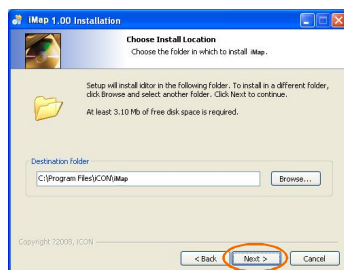 iMap 1.00 Installation
Choose Install Location
Choose the folder in which to install iMap.
Setup will install iditor in the following folder. To install in a different folder,
click Browse and select another folder. Click Next to continue.
At least 3.10 Mb of free disk space is required.
Destination folder
C:\Program Files\iCON\iMap
Browse...
Copyright ?2008, iCON
< Back
Next >
Cancel